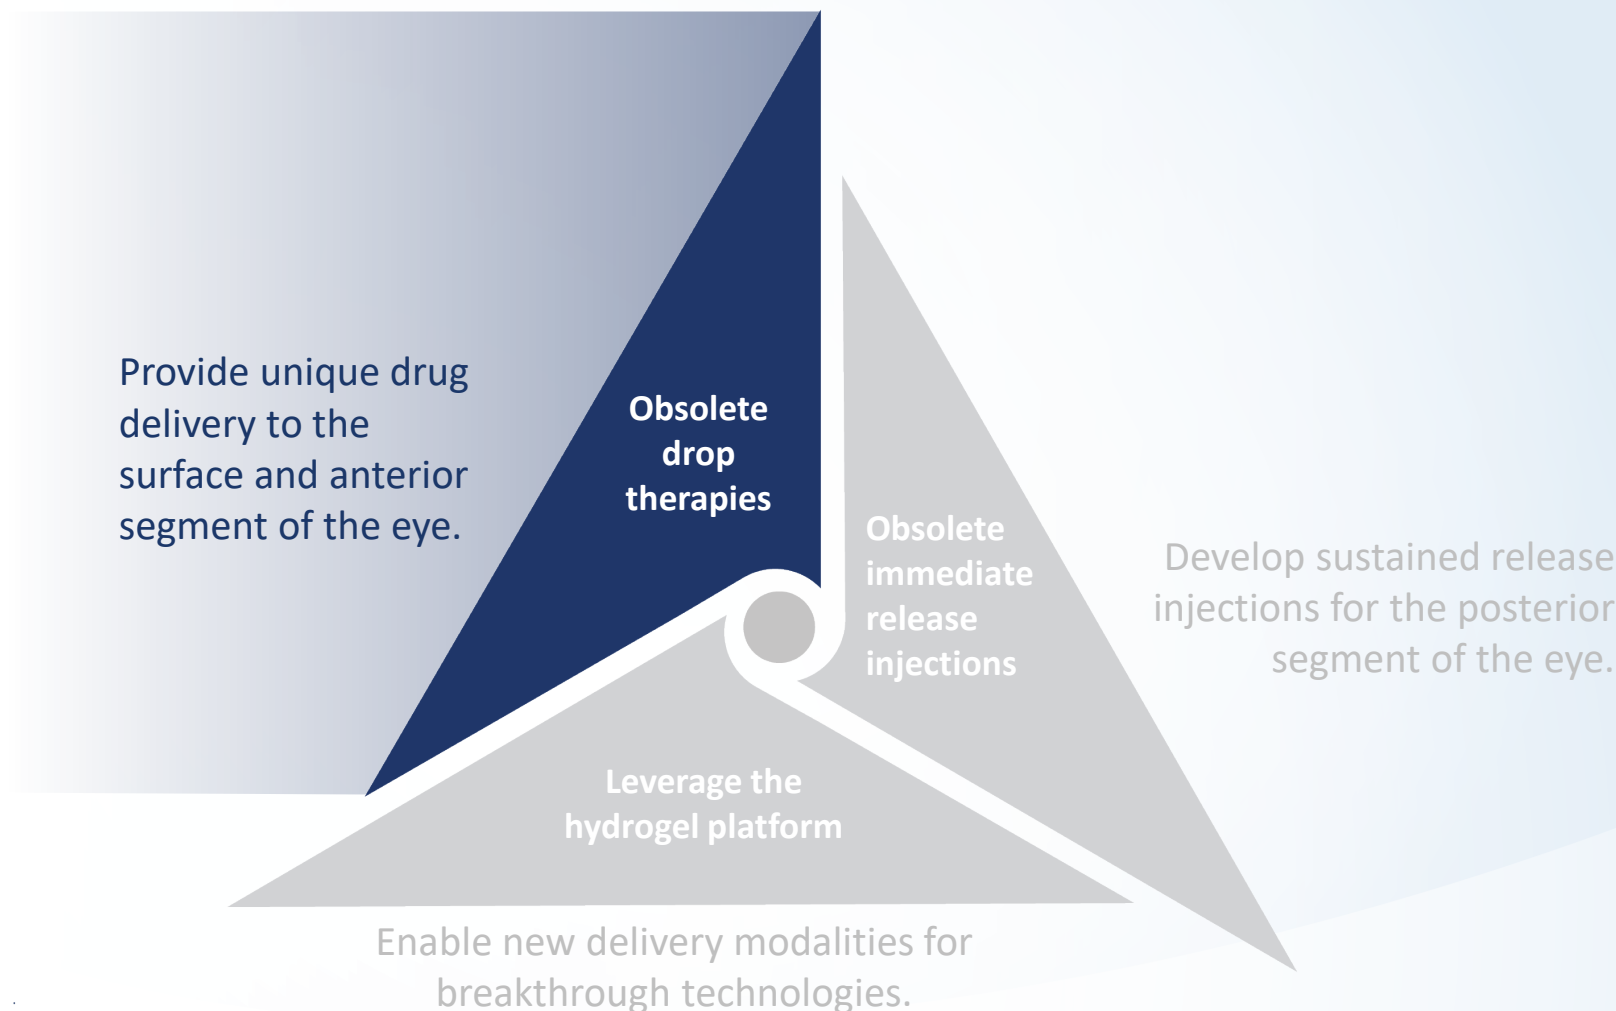 Provide unique drug
delivery to the
surface and anterior
segment of the eye.
Obsolete
drop
therapies
Obsolete
immediate
release
injections
Develop sustained release
injections for the posterior
segment of the eye.
Leverage the
hydrogel platform
Enable new delivery modalities for
breakthrough technologies.